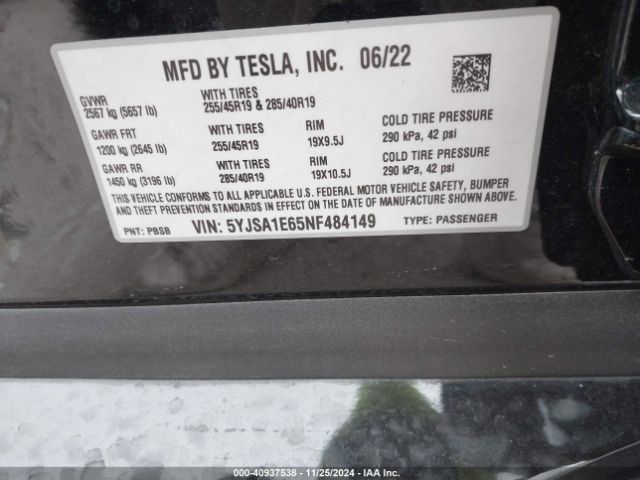 MFD BY TESLA, INC. 06/22
GVWR
2567 kg (5657 lb)
WITH TIRES
255/45R19 & 285/40R19
GAWR FRT
1200 kg (2645 lb)
WITH TIRES
255/45R19
RIM
19X9.5J
COLD TIRE PRESSURE
290 kPa, 42 psi
GAWR RR
1450 kg (3196 lb)
WITH TIRES
285/40R19
RIM
19X10.5J
COLD TIRE PRESSURE
290 kPa, 42 psi
THIS VEHICLE CONFORMS TO ALL APPLICABLE U.S. FEDERAL MOTOR VEHICLE SAFETY, BUMPER
AND THEFT PREVENTION STANDARDS IN EFFECT ON THE DATE OF MANUFACTURE SHOWN ABOVE.
PNT: PBSB VIN: 5YJSA1E65NF484149 TYPE: PASSENGER
000-40937538 - 11/25/2024 - IAA Inc.